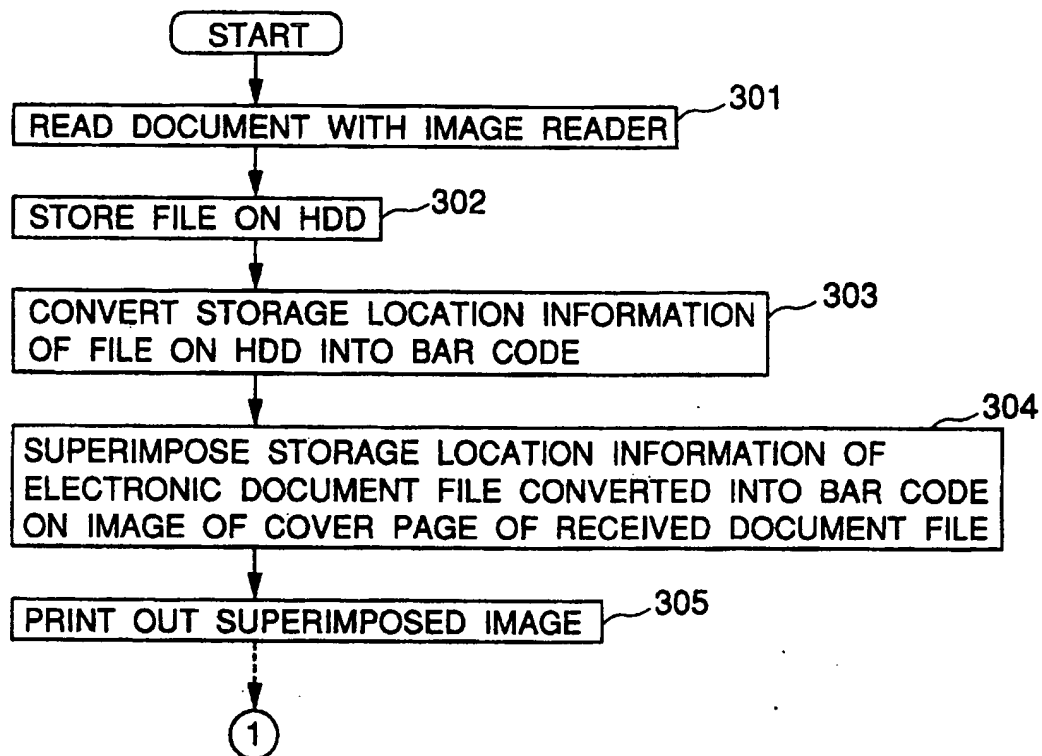 START
301
READ DOCUMENT WITH IMAGE READER
302
STORE FILE ON HDD
303
CONVERT STORAGE LOCATION INFORMATION
OF FILE ON HDD INTO BAR CODE
304
SUPERIMPOSE STORAGE LOCATION INFORMATION OF
ELECTRONIC DOCUMENT FILE CONVERTED INTO BAR CODE
ON IMAGE OF COVER PAGE OF RECEIVED DOCUMENT FILE
305
PRINT OUT SUPERIMPOSED IMAGE
1